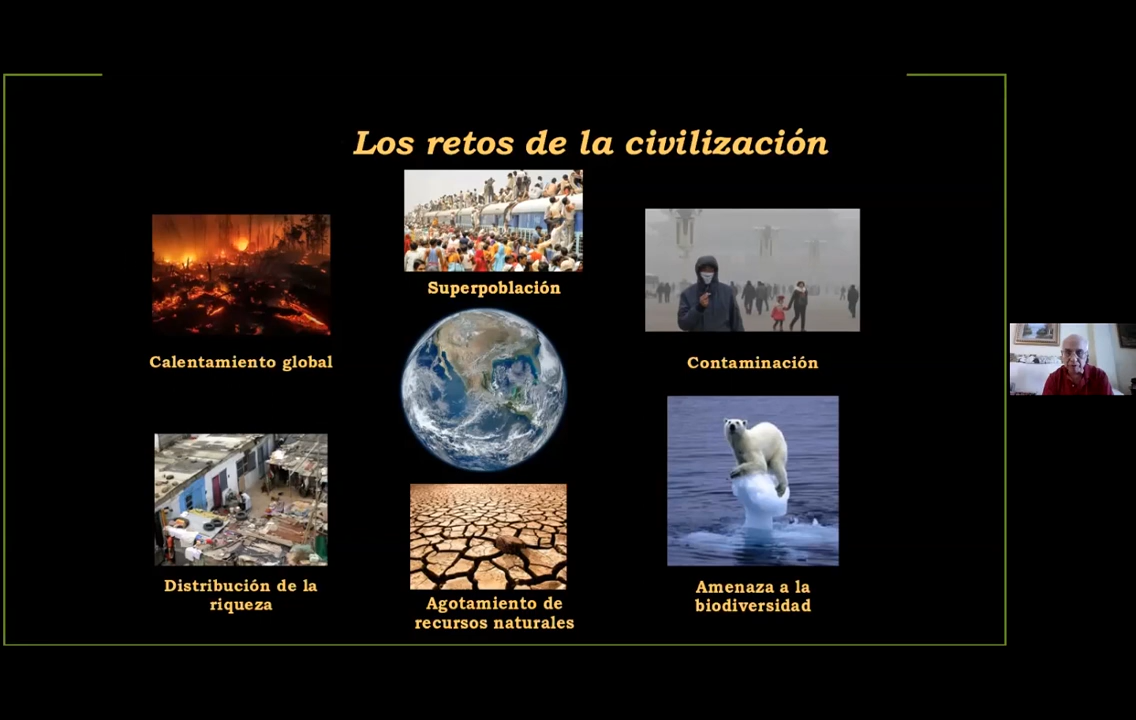 Los retos de la civilización
Superpoblación
Calentamiento global
Contaminación
Distribución de la
riqueza
Agotamiento de
recursos naturales
Amenaza a la
biodiversidad